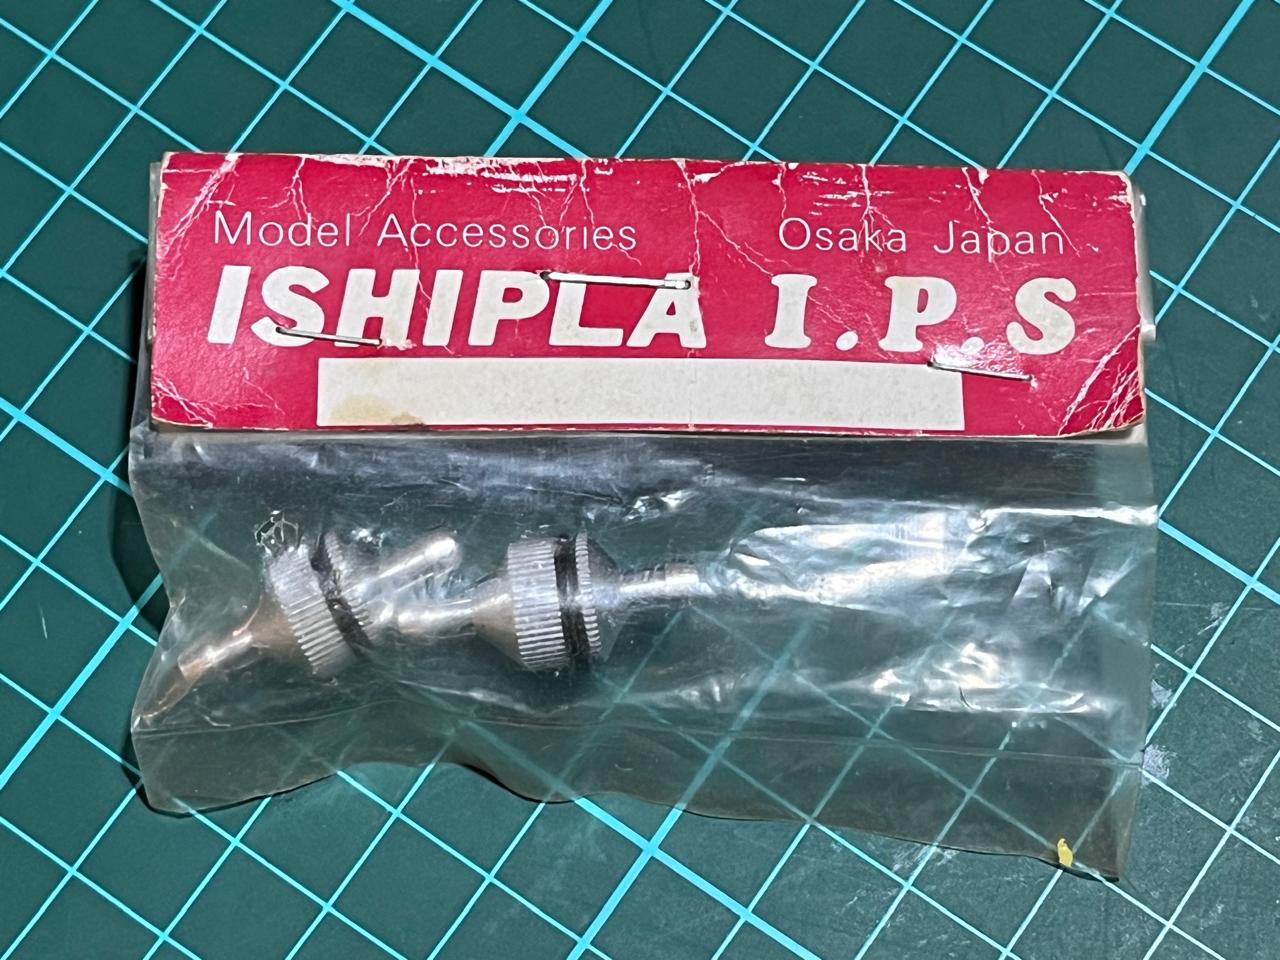 Model Accessories Osaka Japan
ISHIPLA I.P.S